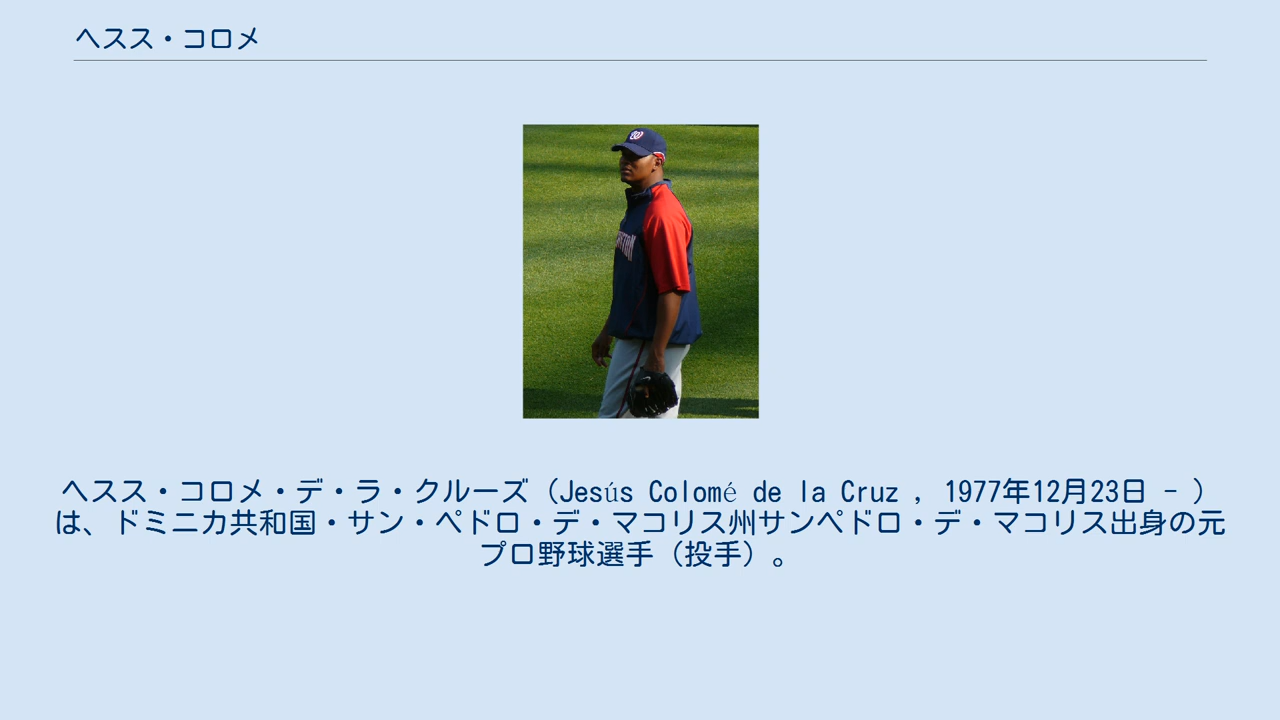 ヘスス・コロメ
ヘスス・コロメ・デ・ラ・クルーズ（Jesús Colomé de la Cruz , 1977年12月23日 - ）
は、ドミニカ共和国・サン・ペドロ・デ・マコリス州サンペドロ・デ・マコリス出身の元
プロ野球選手（投手）。